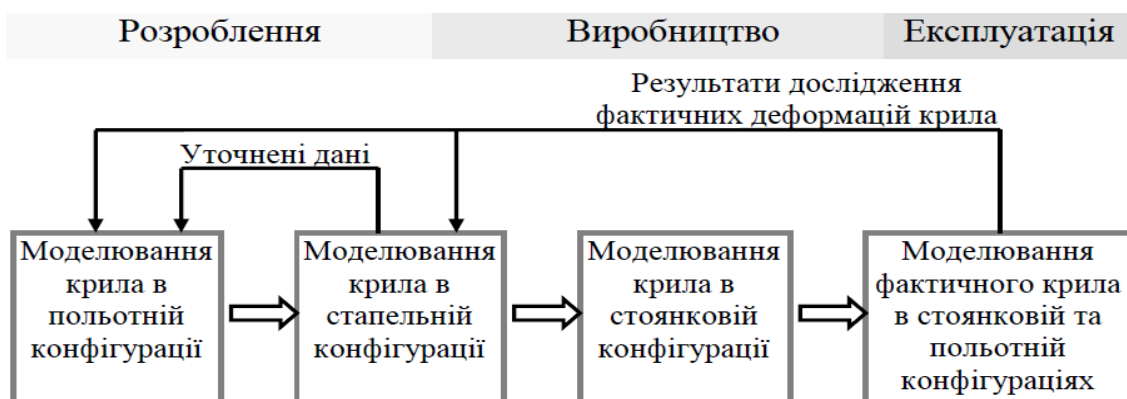 Розроблення
Виробництво
Експлуатація
Результати дослідження
фактичних деформацій крила
Уточнені дані
Моделювання
крила в
польотній
конфігурації
Моделювання
крила в
стапельній
конфігурації
Моделювання
крила в
стоянковій
конфігурації
Моделювання
фактичного крила
в стоянковій та
польотній
конфігураціях